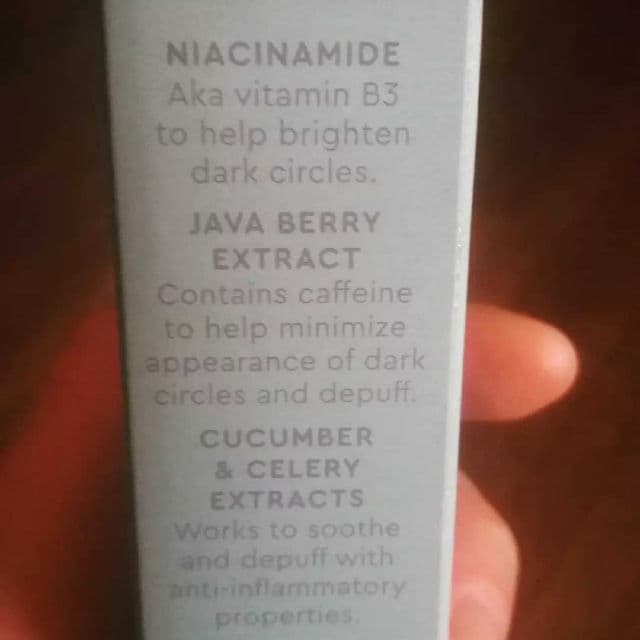 NIACINAMIDE
Aka vitamin B3
to help brighten
dark circles.
JAVA BERRY
EXTRACT
Contains caffeine
to help minimize
appearance of dark
circles and depuff.
CUCUMBER
& CELERY
EXTRACTS
Works to soothe
and depuff with
anti-inflammatory
properties.